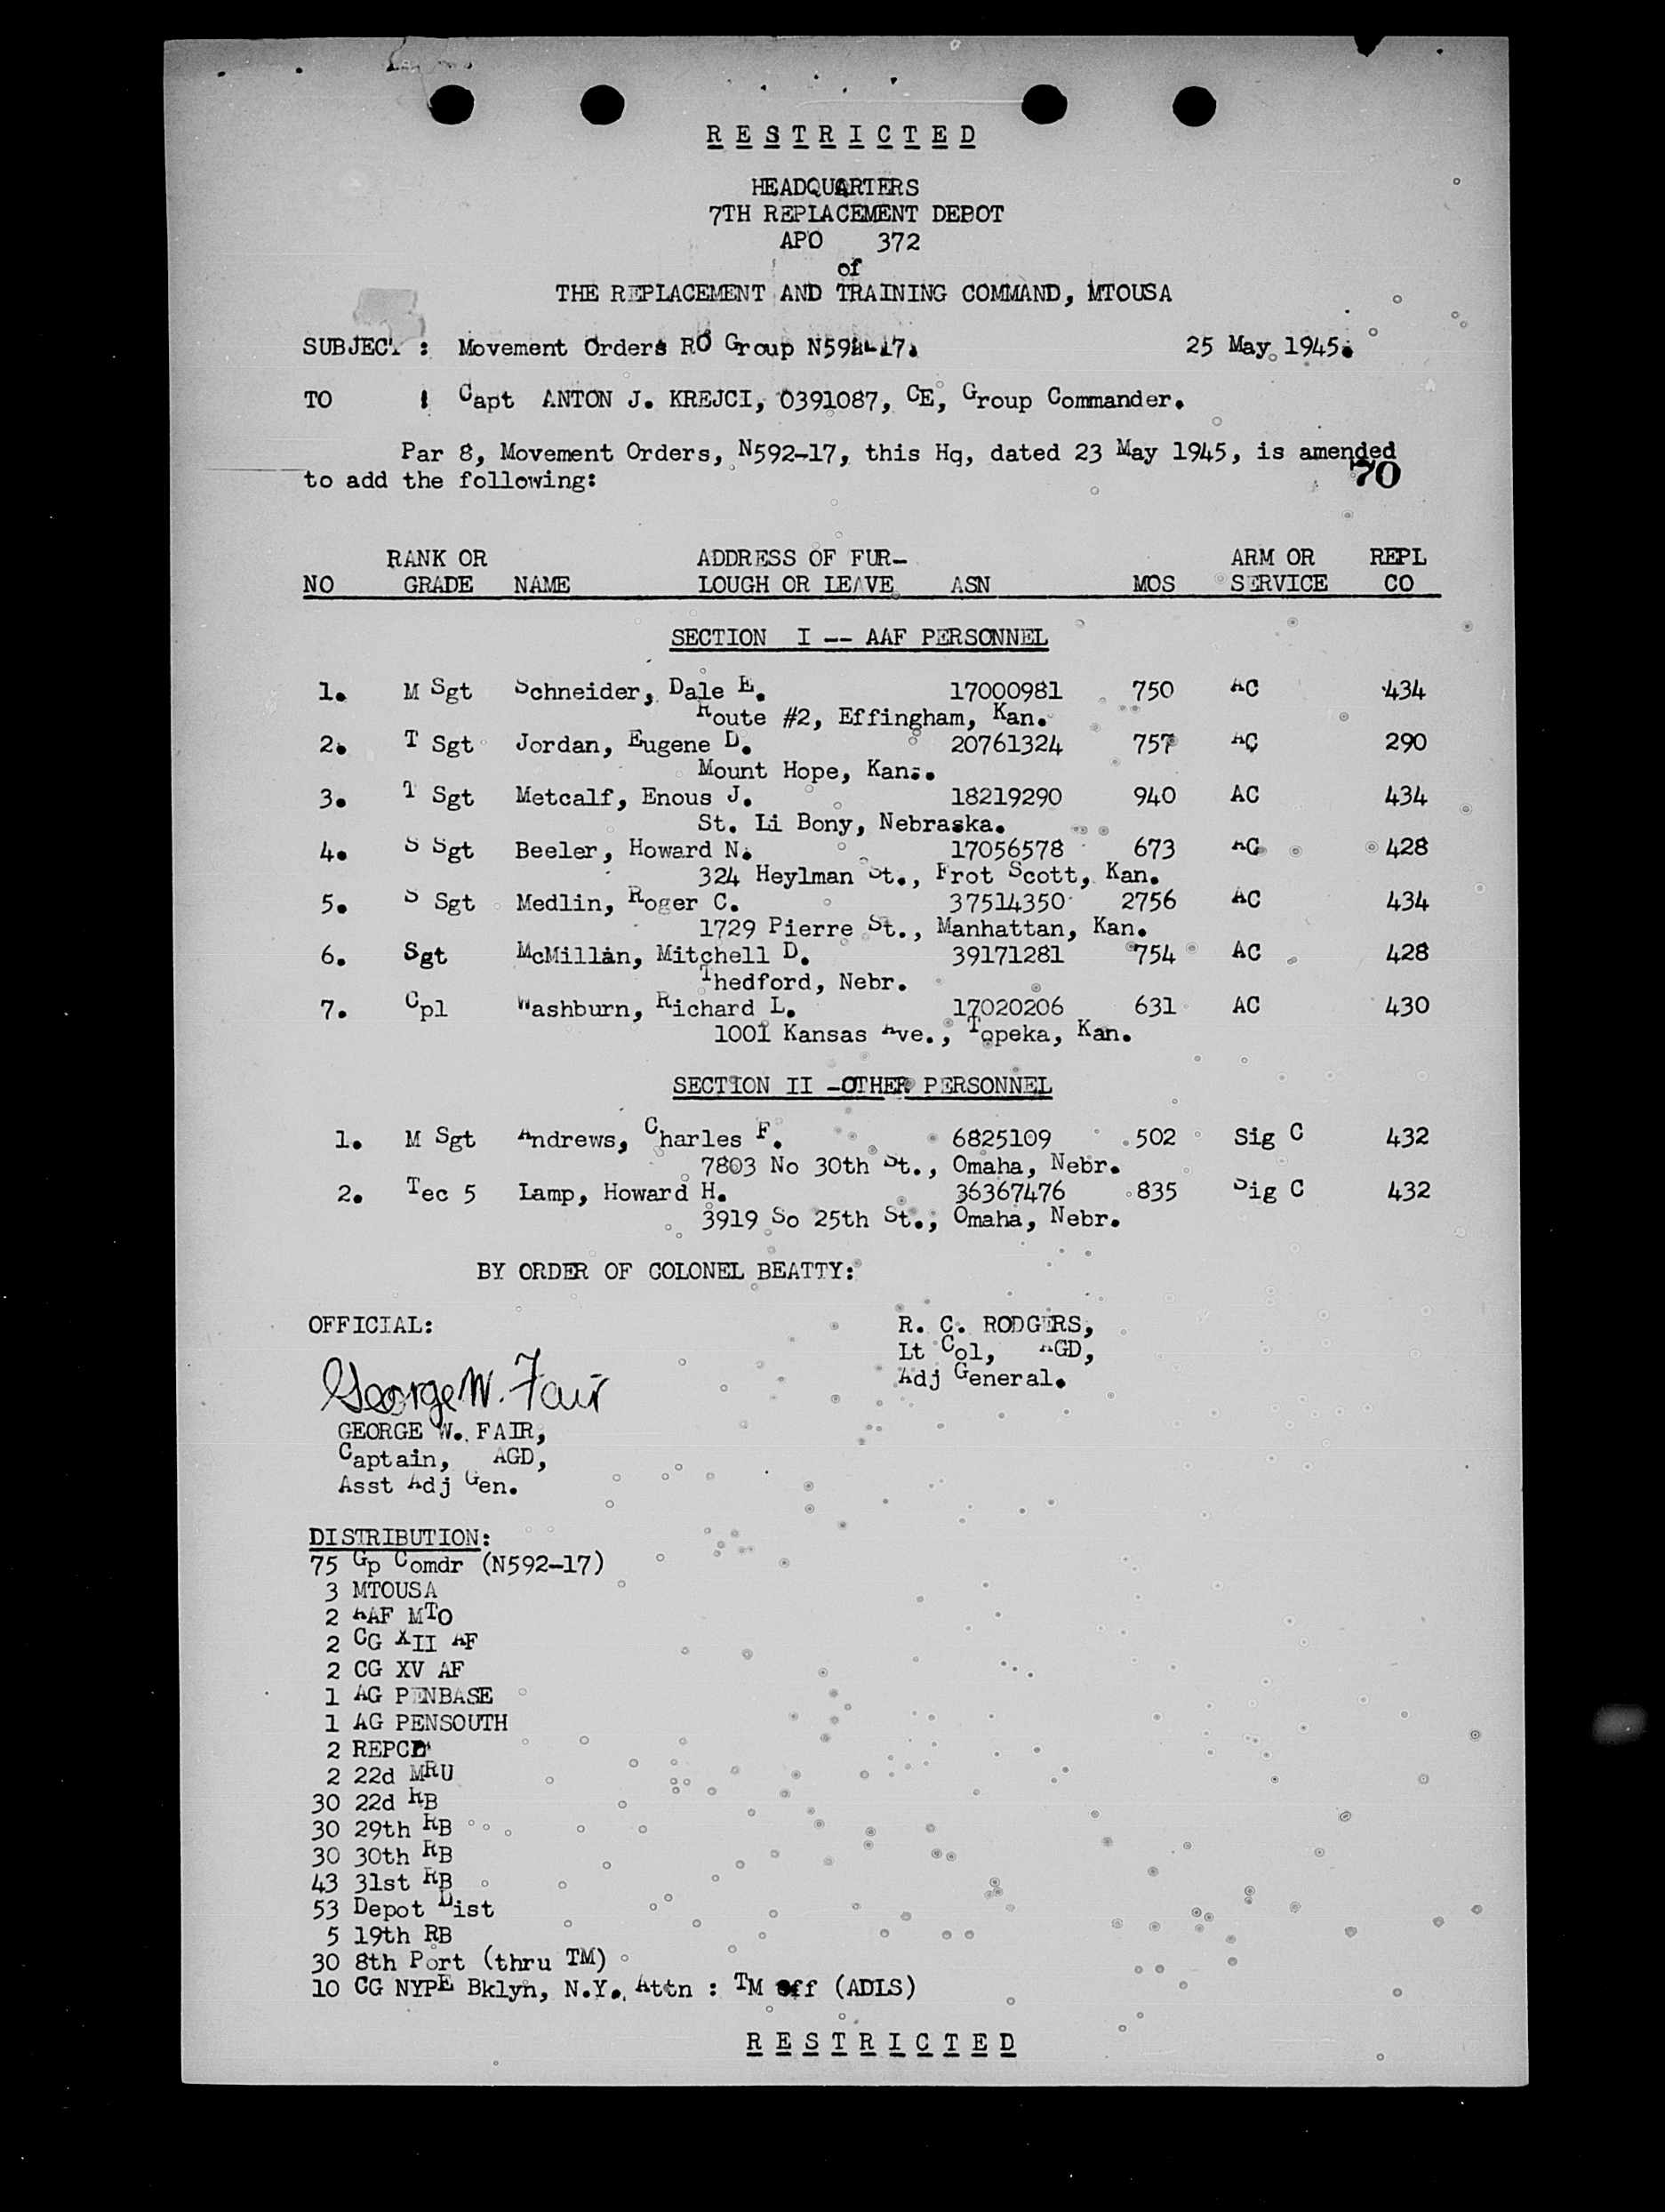 R E S T R I C T E D
HEADQUARTERS
7TH REPLACEMENT DEPOT
APO 372
of
THE REPLACEMENT AND TRAINING COMMAND, MTOUSA
SUBJECT : Movement Orders RO Group N592-17. 25 May 1945.
TO : Capt ANTON J. KREJCI, 0391087, CE, Group Commander.
Par 8, Movement Orders, N592-17, this Hq, dated 23 May 1945, is amended
to add the following:
70
RANK OR ADDRESS OF FUR- ARM OR REPL
NO GRADE NAME LOUGH OR LEAVE ASN MOS SERVICE CO
SECTION I -- AAF PERSONNEL
1. M Sgt Schneider, Dale E. 17000981 750 AC 434
Route #2, Effingham, Kan.
2. T Sgt Jordan, Eugene D. 20761324 757 AC 290
Mount Hope, Kans.
3. T Sgt Metcalf, Enous J. 18219290 940 AC 434
St. Li Bony, Nebraska.
4. S Sgt Beeler, Howard N. 17056578 673 AC 428
324 Heylman St., Frot Scott, Kan.
5. S Sgt Medlin, Roger C. 37514350 2756 AC 434
1729 Pierre St., Manhattan, Kan.
6. Sgt McMillan, Mitchell D. 39171281 754 AC 428
Thedford, Nebr.
7. Cpl Washburn, Richard L. 17020206 631 AC 430
1001 Kansas Ave., Topeka, Kan.
SECTION II -OTHER PERSONNEL
1. M Sgt Andrews, Charles F. 6825109 502 Sig C 432
7803 No 30th St., Omaha, Nebr.
2. Tec 5 Lamp, Howard H. 36367476 835 Sig C 432
3919 So 25th St., Omaha, Nebr.
BY ORDER OF COLONEL BEATTY:
OFFICIAL: R. C. RODGERS,
Lt Col, AGD,
Adj General.
George W. Fair
GEORGE W. FAIR,
Captain, AGD,
Asst Adj Gen.
DISTRIBUTION:
75 Gp Comdr (N592-17)
3 MTOUSA
2 AAF MTO
2 CG XII AF
2 CG XV AF
1 AG PENBASE
1 AG PENSOUTH
2 REPCD
2 22d MRU
30 22d RB
30 29th RB
30 30th RB
43 31st RB
53 Depot Dist
5 19th RB
30 8th Port (thru TM)
10 CG NYPE Bklyn, N.Y. Attn : TM off (ADLS)
R E S T R I C T E D